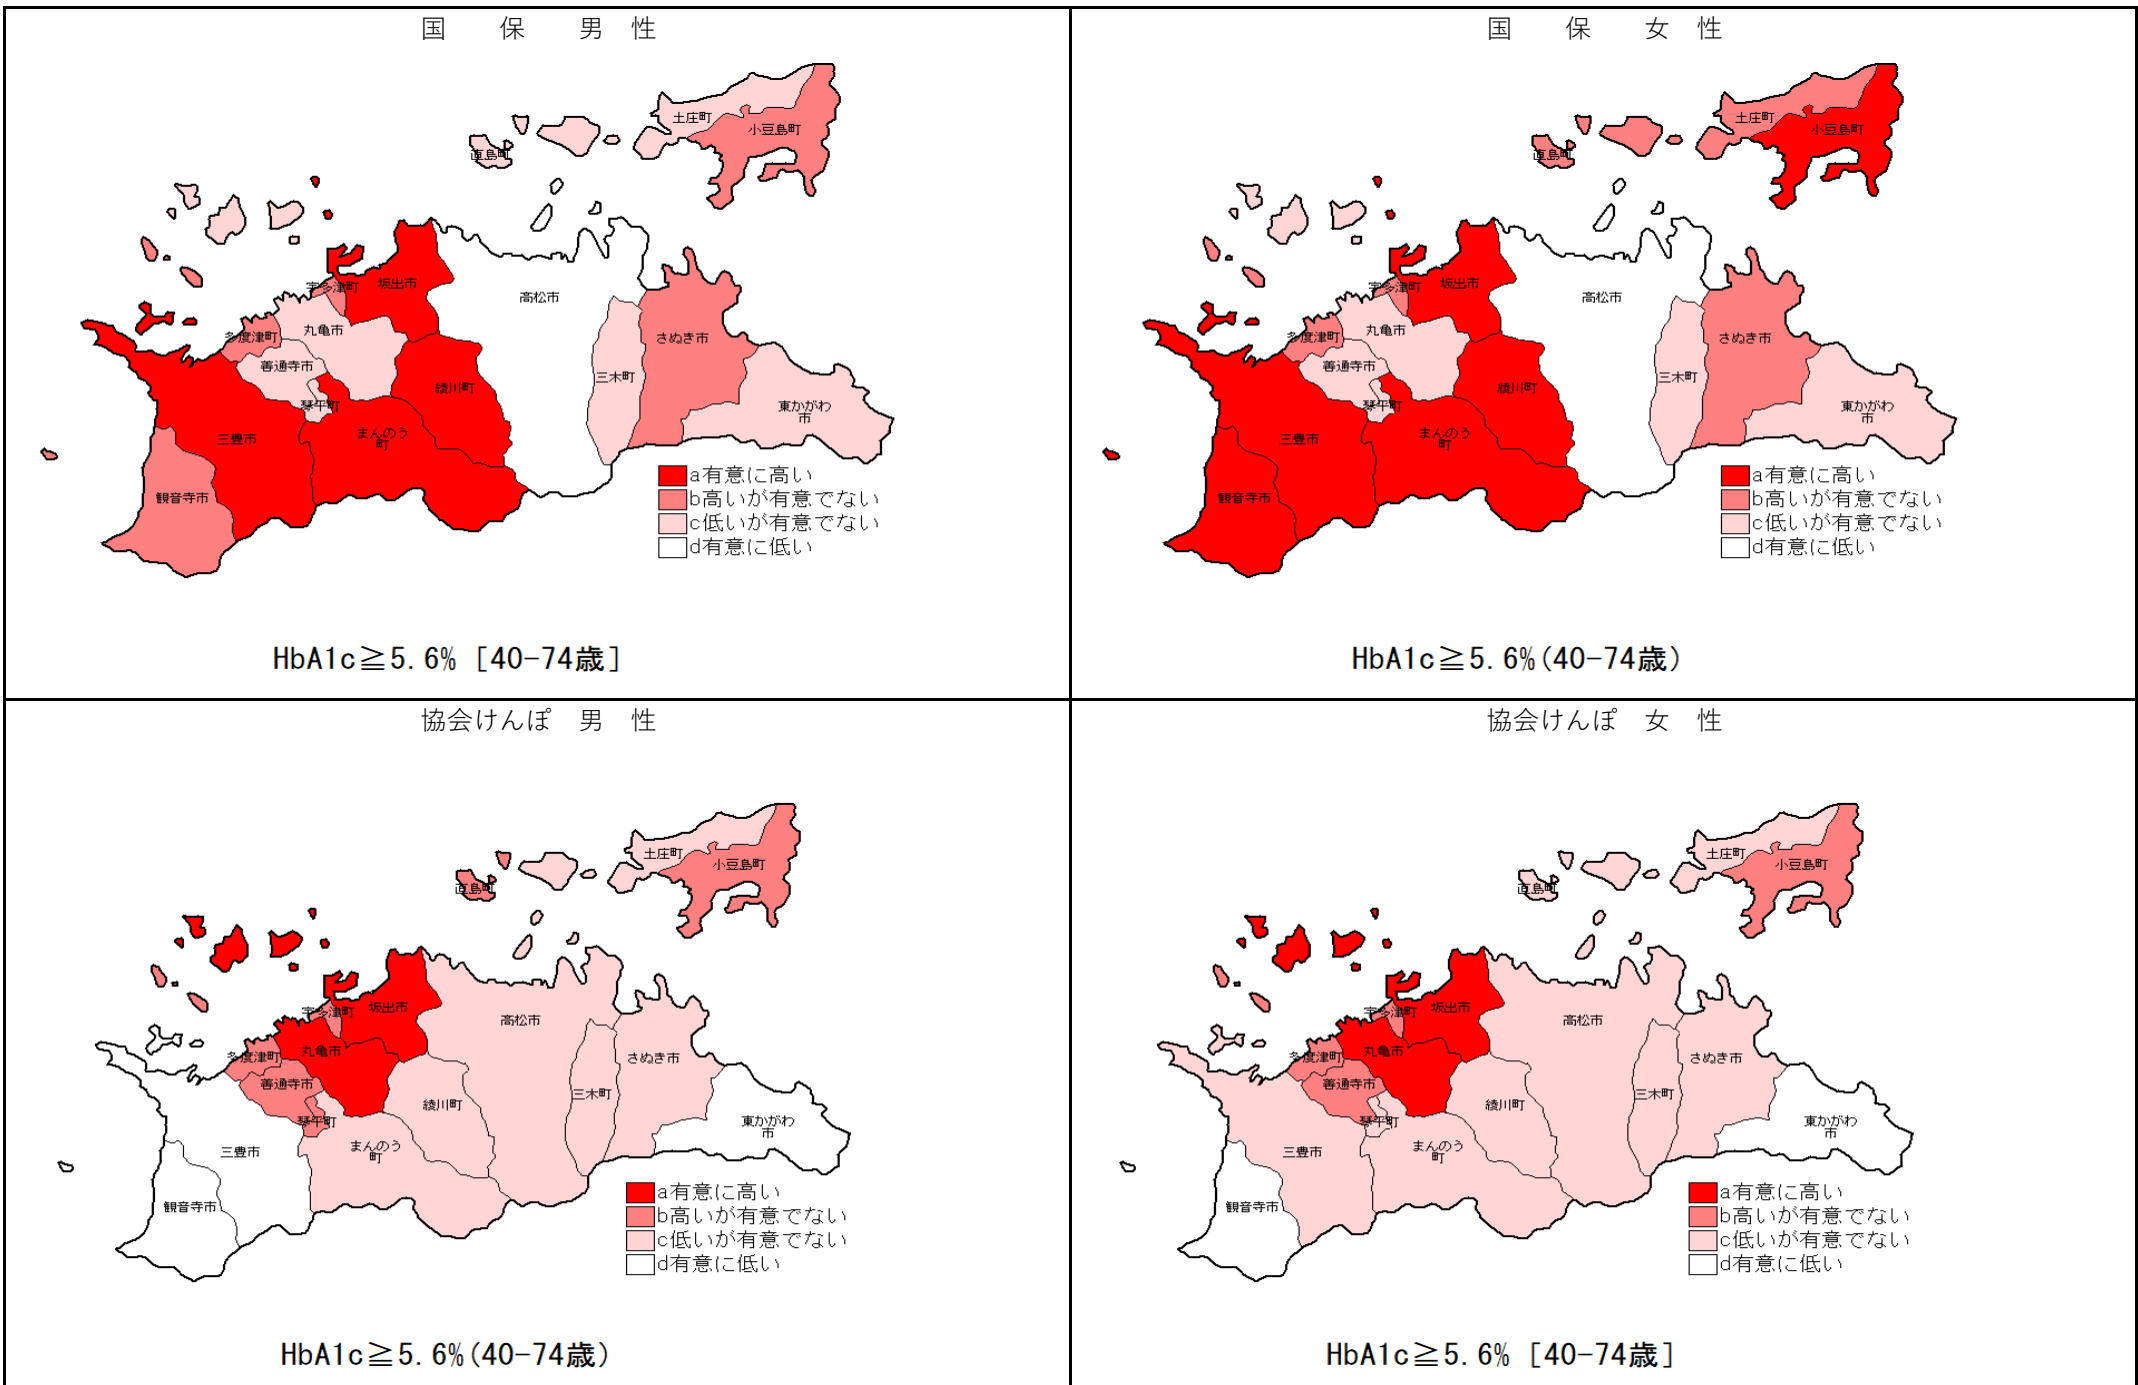 国 保 男 性
土庄町
小豆島町
直島町
宇多津町
坂出市
高松市
多度津町
丸亀市
さぬき市
善通寺市
三木町
綾川町
琴平町
東かがわ
市
三豊市
まんのう
町
観音寺市
a有意に高い
b高いが有意でない
c低いが有意でない
d有意に低い
HbA1c≧5.6% [40-74歳]
国 保 女 性
土庄町
小豆島町
直島町
宇多津町
坂出市
高松市
多度津町
丸亀市
さぬき市
善通寺市
三木町
綾川町
琴平町
東かがわ
市
三豊市
まんのう
町
観音寺市
a有意に高い
b高いが有意でない
c低いが有意でない
d有意に低い
HbA1c≧5.6%(40-74歳)
協会けんぽ 男 性
土庄町
小豆島町
直島町
宇多津町
坂出市
高松市
多度津町
丸亀市
さぬき市
善通寺市
三木町
綾川町
琴平町
東かがわ
市
三豊市
まんのう
町
観音寺市
a有意に高い
b高いが有意でない
c低いが有意でない
d有意に低い
HbA1c≧5.6%(40-74歳)
協会けんぽ 女 性
土庄町
小豆島町
直島町
宇多津町
坂出市
高松市
多度津町
丸亀市
さぬき市
善通寺市
三木町
綾川町
琴平町
東かがわ
市
三豊市
まんのう
町
観音寺市
a有意に高い
b高いが有意でない
c低いが有意でない
d有意に低い
HbA1c≧5.6% [40-74歳]